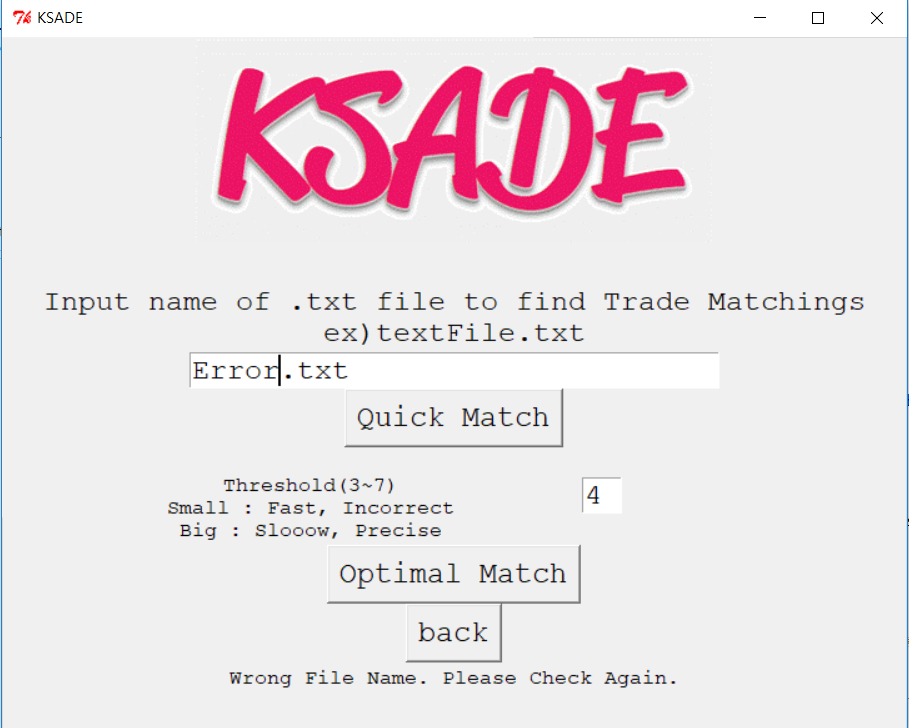 KSADE
KSADE
Input name of .txt file to find Trade Matchings
ex)textFile.txt
Error.txt
Quick Match
Threshold(3~7)
Small : Fast, Incorrect
Big : Slooow, Precise
4
Optimal Match
back
Wrong File Name. Please Check Again.